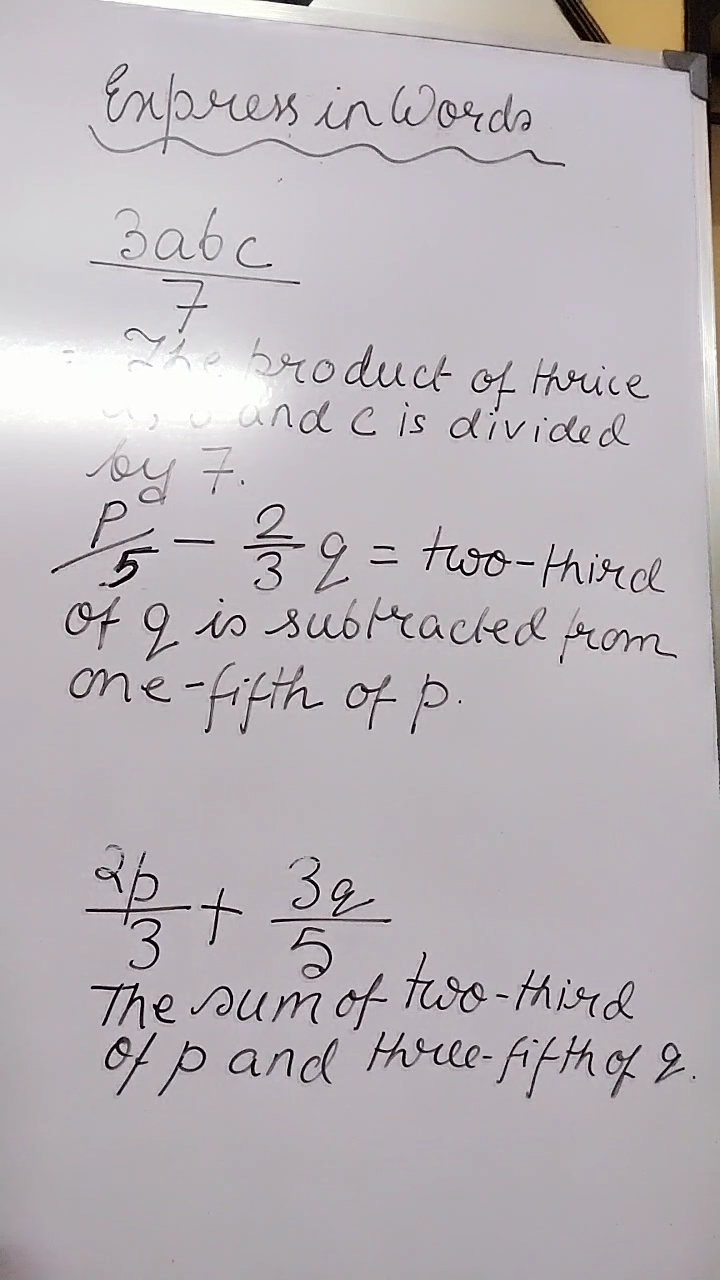 Express in Words
3abc
7
= The product of thrice
and c is divided
by 7.
p/5 - 2/3 q = two-third
of q is subtracted from
one-fifth of p.
2p/3 + 3q/5
The sum of two-third
of p and three-fifth of q.